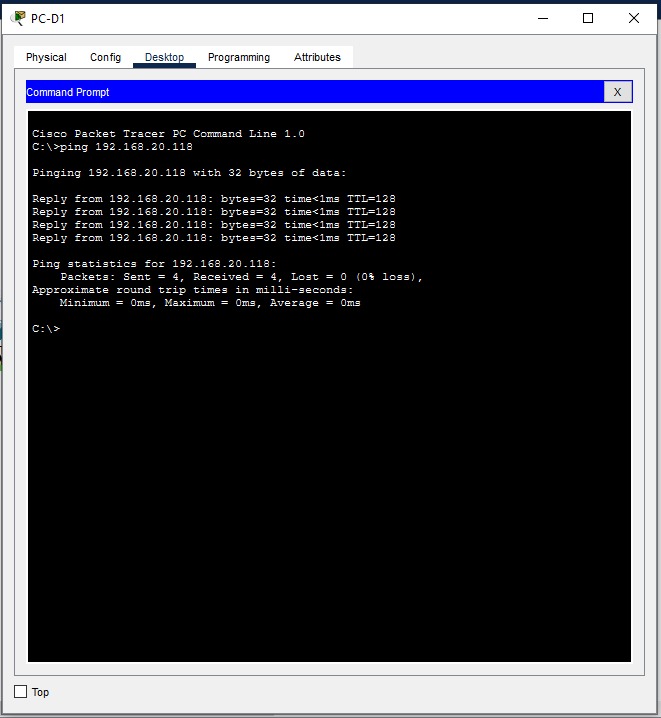 PC-D1
Physical Config Desktop Programming Attributes
Command Prompt X
Cisco Packet Tracer PC Command Line 1.0
C:\>ping 192.168.20.118
Pinging 192.168.20.118 with 32 bytes of data:
Reply from 192.168.20.118: bytes=32 time<1ms TTL=128
Reply from 192.168.20.118: bytes=32 time<1ms TTL=128
Reply from 192.168.20.118: bytes=32 time<1ms TTL=128
Reply from 192.168.20.118: bytes=32 time<1ms TTL=128
Ping statistics for 192.168.20.118:
Packets: Sent = 4, Received = 4, Lost = 0 (0% loss),
Approximate round trip times in milli-seconds:
Minimum = 0ms, Maximum = 0ms, Average = 0ms
C:\>
Top